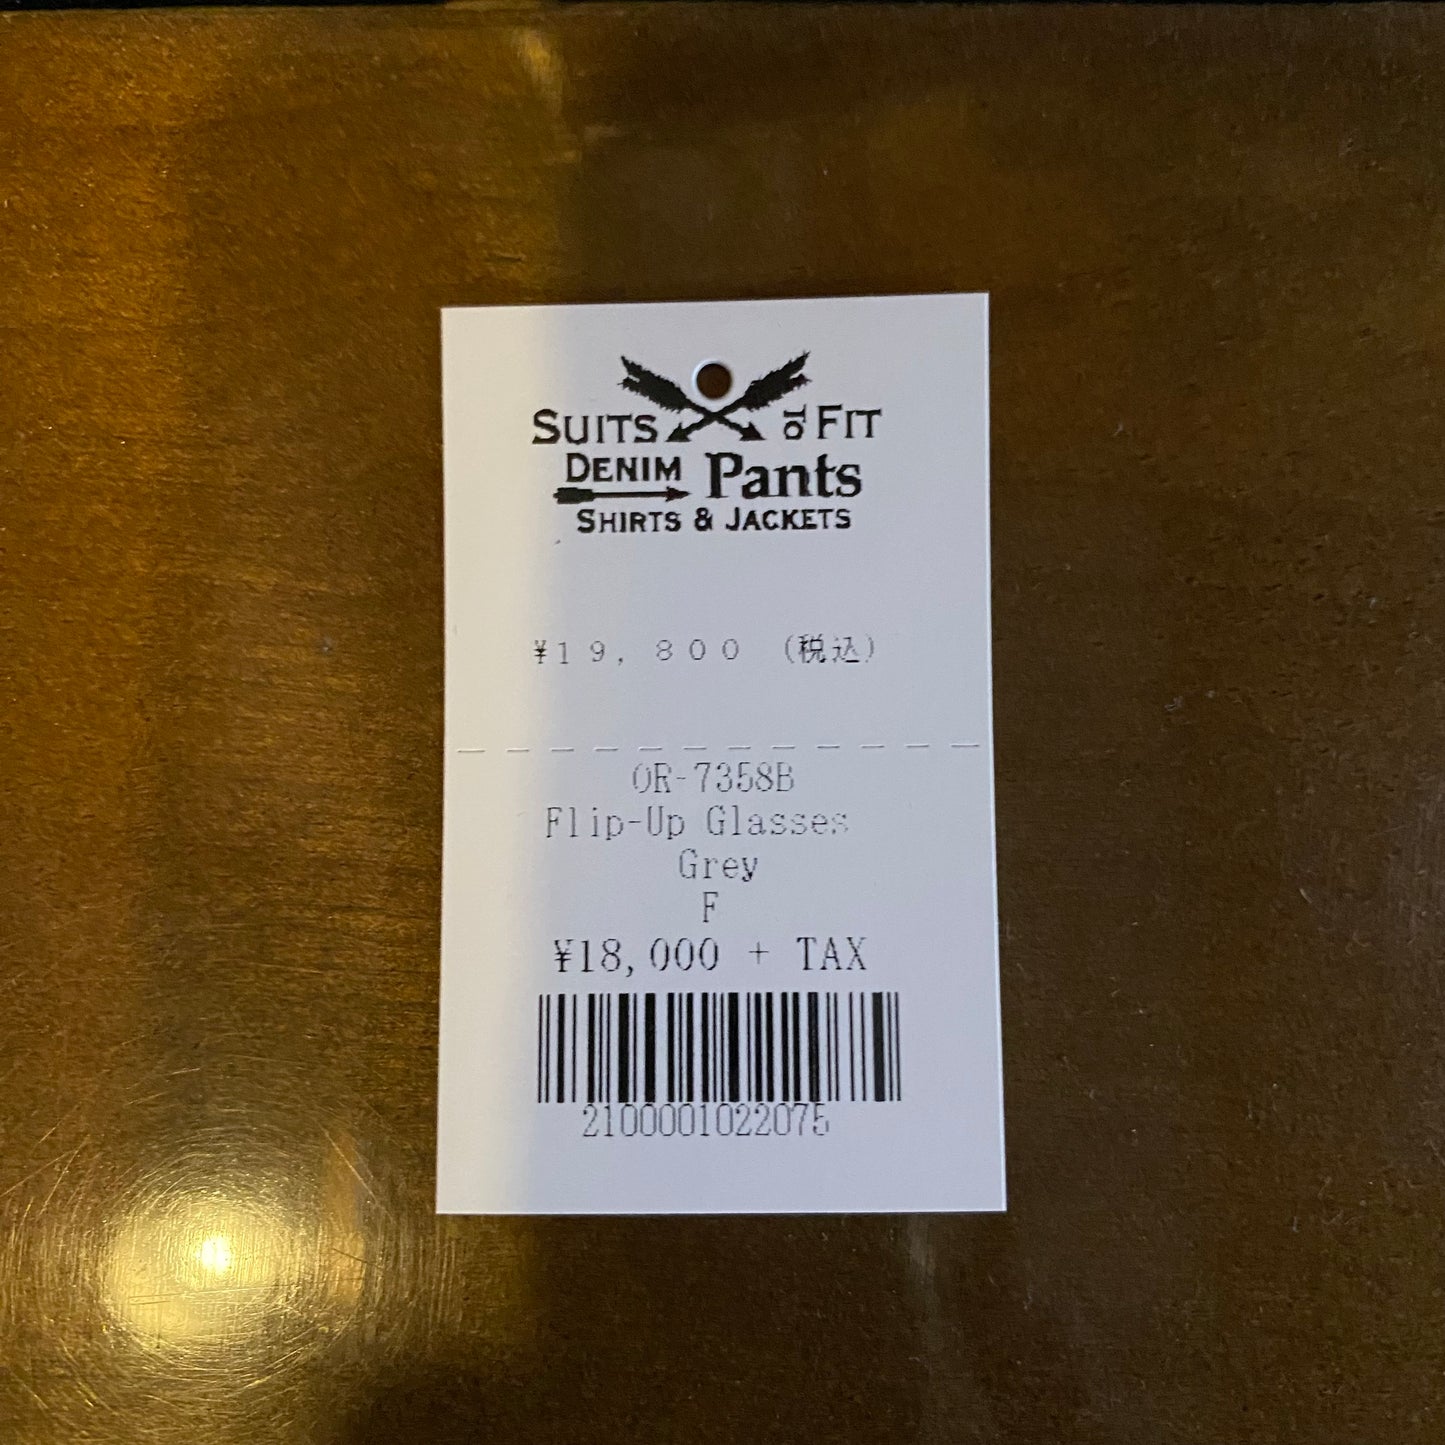 SUITS TO FIT
DENIM Pants
SHIRTS & JACKETS
¥19,800 (税込)
OR-7358B
Flip-Up Glasses
Grey
F
¥18,000 + TAX
2100001022075